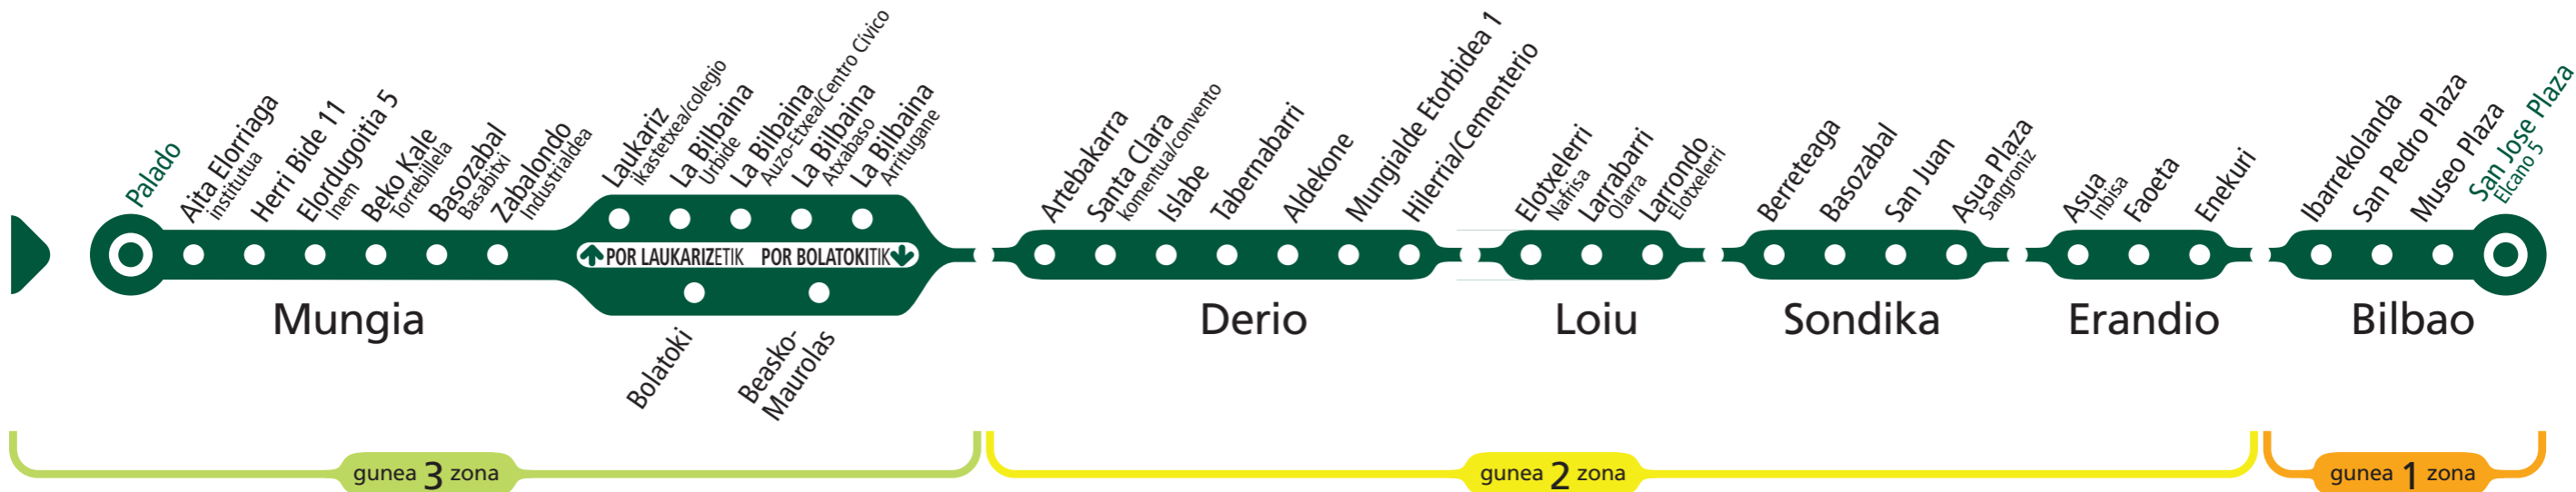 Palado
Aita Elorriaga
institutua
Herri Bide 11
Elordugoitia 5
Inem
Beko Kale
Torrebillela
Basozabal
Basabitxi
Zabalondo
Industrialdea
Laukariz
ikastetxea/colegio
La Bilbaina
Urbide
La Bilbaina
Auzo-Etxea/Centro Cívico
La Bilbaina
Atxabaso
La Bilbaina
Arritugane
POR LAUKARIZETIK
POR BOLATOKITIK
Bolatoki
Beasko-
Maurolas
Mungia
Artebakarra
Santa Clara
komentua/convento
Islabe
Tabernabarri
Aldekone
Mungialde Etorbidea 1
Hilerria/Cementerio
Derio
Elotxelerri
Nafrisa
Larrabarri
Olarra
Larrondo
Elotxelerri
Loiu
Berreteaga
Basozabal
San Juan
Asua Plaza
Sangroniz
Sondika
Asua
Inbisa
Faoeta
Enekuri
Erandio
Ibarrekolanda
San Pedro Plaza
Museo Plaza
San Jose Plaza
Elcano 5
Bilbao
gunea 3 zona
gunea 2 zona
gunea 1 zona